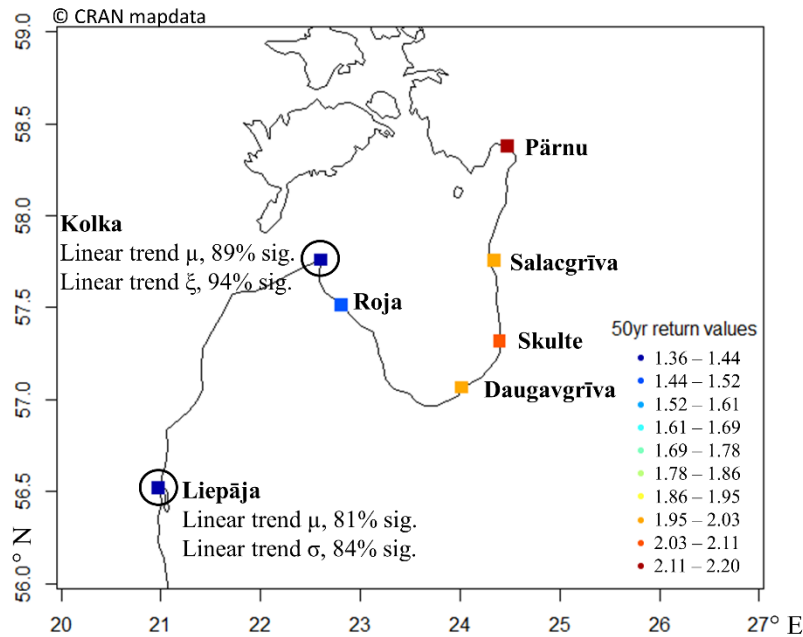 © CRAN mapdata
59.0
58.5
58.0
57.5
57.0
56.5
56.0
° N
Pärnu
Kolka
Linear trend μ, 89% sig.
Linear trend ξ, 94% sig.
Salacgrīva
Roja
Skulte
Daugavgrīva
Liepāja
Linear trend μ, 81% sig.
Linear trend σ, 84% sig.
50yr return values
1.36 – 1.44
1.44 – 1.52
1.52 – 1.61
1.61 – 1.69
1.69 – 1.78
1.78 – 1.86
1.86 – 1.95
1.95 – 2.03
2.03 – 2.11
2.11 – 2.20
20 21 22 23 24 25 26 27° E